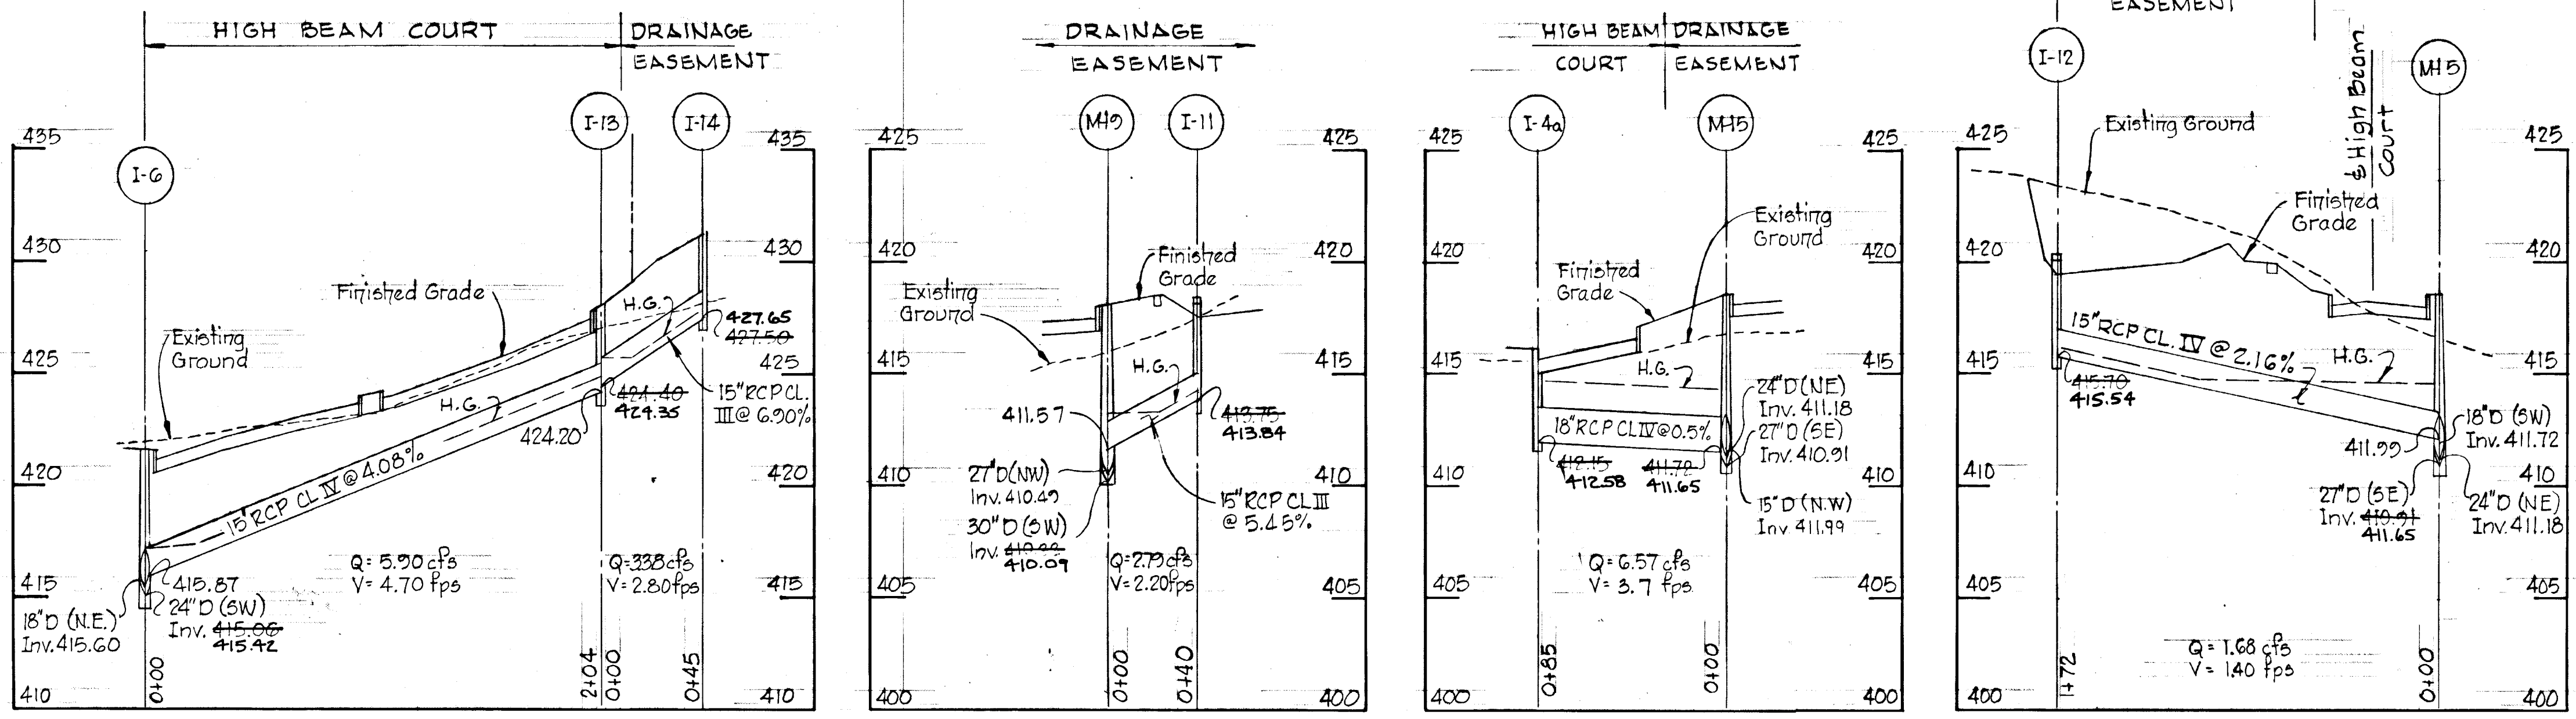 HIGH BEAM COURT
DRAINAGE
EASEMENT
I-6
I-13
I-14
435
435
430
430
425
425
420
420
415
415
410
410
Existing
Ground
Finished Grade
H.G.
H.G.
427.65
427.50
15"RCP CL.
III @ 6.90%
424.40
424.35
424.20
15"RCP CL IV @ 4.08%
Q= 5.90 cfs
V= 4.70 fps
Q=3.38 cfs
V=2.80 fps
415.87
24"D (SW)
Inv. 415.06
415.42
18"D (N.E.)
Inv. 415.60
0+00
2+04
0+00
0+45
DRAINAGE
EASEMENT
MH9
I-11
425
425
420
420
415
415
410
410
405
405
400
400
Finished
Grade
Existing
Ground
H.G.
411.57
413.75
413.84
27"D(NW)
Inv. 410.49
30"D (SW)
Inv.
410.09
15"RCP CL III
@ 5.45%
Q=2.79 cfs
V=2.20fps
0+00
0+40
HIGH BEAM
COURT
DRAINAGE
EASEMENT
I-4a
MH5
425
425
420
420
415
415
410
410
405
405
400
400
Existing
Ground
Finished
Grade
H.G.
18"RCP CL IV @ 0.5%
412.15
412.58
411.72
411.65
24"D (NE)
Inv. 411.18
27"D (SE)
Inv. 410.91
15"D (N.W)
Inv 411.99
Q= 6.57 cfs
V= 3.7 fps
0+85
0+00
EASEMENT
I-12
MH5
℄ High Beam
Court
425
425
420
420
415
415
410
410
405
405
400
400
Existing Ground
Finished
Grade
15"RCP CL. IV @ 2.16%
H.G.
415.70
415.54
411.99
18"D (SW)
Inv. 411.72
27"D (SE)
Inv. 410.91
411.65
24"D (NE)
Inv. 411.18
Q= 1.68 cfs
V= 1.40 fps
1+72
0+00